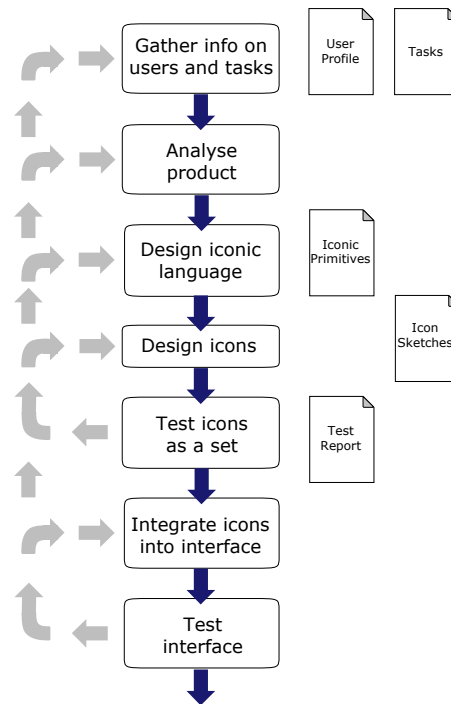 Gather info on
users and tasks
User
Profile
Tasks
Analyse
product
Design iconic
language
Iconic
Primitives
Icon
Sketches
Design icons
Test icons
as a set
Test
Report
Integrate icons
into interface
Test
interface